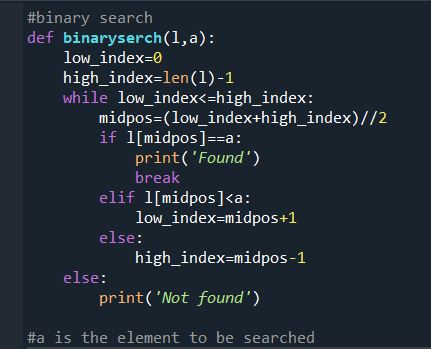 #binary search
def binaryserch(l,a):
    low_index=0
    high_index=len(l)-1
    while low_index<=high_index:
        midpos=(low_index+high_index)//2
        if l[midpos]==a:
            print('Found')
            break
        elif l[midpos]<a:
            low_index=midpos+1
        else:
            high_index=midpos-1
    else:
        print('Not found')

#a is the element to be searched